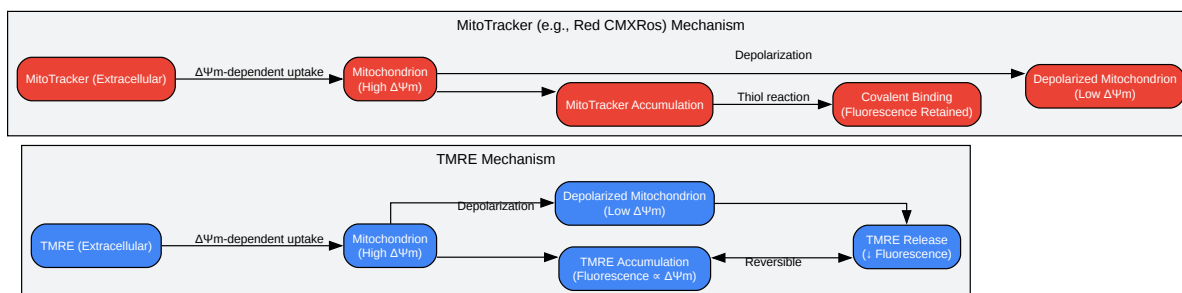 MitoTracker (e.g., Red CMXRos) Mechanism
Depolarization
MitoTracker (Extracellular)
ΔΨm-dependent uptake
Mitochondrion
(High ΔΨm)
Depolarized Mitochondrion
(Low ΔΨm)
MitoTracker Accumulation
Thiol reaction
Covalent Binding
(Fluorescence Retained)
TMRE Mechanism
Depolarization
Depolarized Mitochondrion
(Low ΔΨm)
TMRE (Extracellular)
ΔΨm-dependent uptake
Mitochondrion
(High ΔΨm)
TMRE Release
(↓ Fluorescence)
TMRE Accumulation
(Fluorescence ∝ ΔΨm)
Reversible